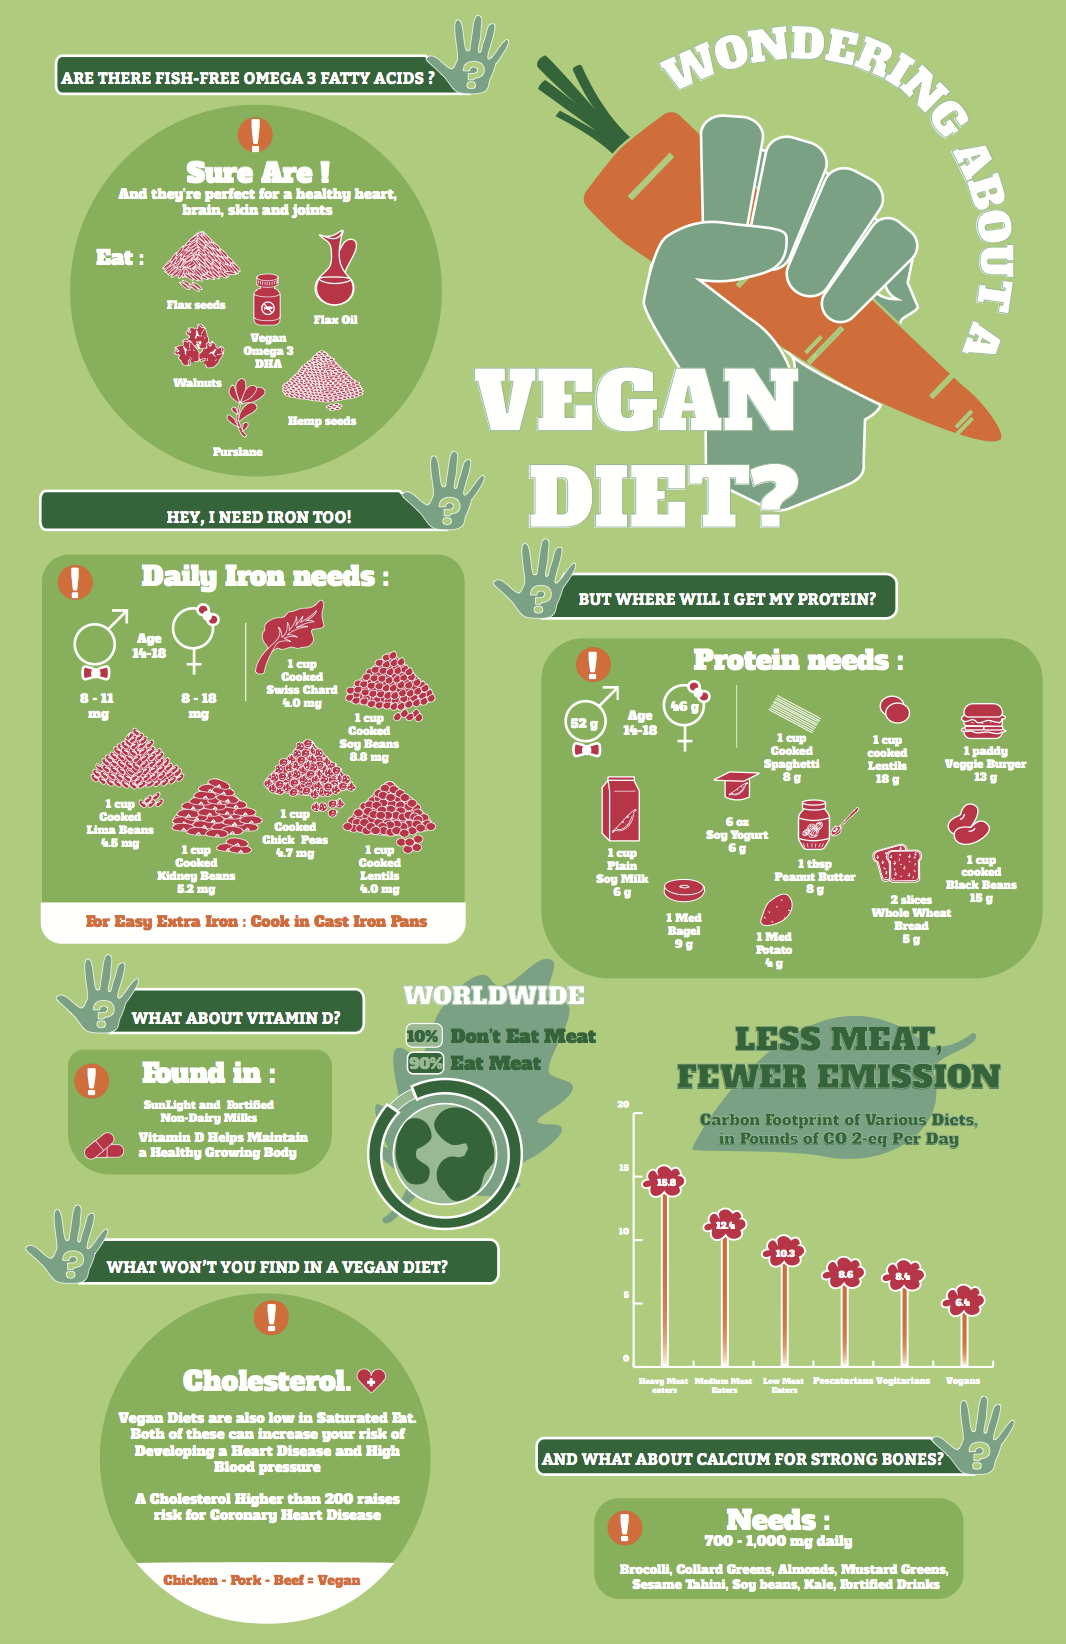 WONDERING ABOUT A
VEGAN
DIET?
ARE THERE FISH-FREE OMEGA 3 FATTY ACIDS ?
?
!
Sure Are !
And they're perfect for a healthy heart,
brain, skin and joints
Eat :
Flax seeds
Vegan
Omega 3
DHA
Flax Oil
Walnuts
Hemp seeds
Purslane
HEY, I NEED IRON TOO!
?
!
Daily Iron needs :
Age
14-18
8 - 11
mg
8 - 18
mg
1 cup
Cooked
Swiss Chard
4.0 mg
1 cup
Cooked
Soy Beans
8.8 mg
1 cup
Cooked
Lima Beans
4.5 mg
1 cup
Cooked
Kidney Beans
5.2 mg
1 cup
Cooked
Chick Peas
4.7 mg
1 cup
Cooked
Lentils
4.0 mg
For Easy Extra Iron : Cook in Cast Iron Pans
?
BUT WHERE WILL I GET MY PROTEIN?
!
Protein needs :
52 g
Age
14-18
46 g
1 cup
Cooked
Spaghetti
8 g
1 cup
cooked
Lentils
18 g
1 paddy
Veggie Burger
13 g
1 cup
Plain
Soy Milk
6 g
6 oz
Soy Yogurt
6 g
1 tbsp
Peanut Butter
8 g
1 cup
cooked
Black Beans
15 g
1 Med
Bagel
9 g
1 Med
Potato
4 g
2 slices
Whole Wheat
Bread
5 g
?
WHAT ABOUT VITAMIN D?
!
Found in :
SunLight and Fortified
Non-Dairy Milks
Vitamin D Helps Maintain
a Healthy Growing Body
WORLDWIDE
10% Don't Eat Meat
90% Eat Meat
LESS MEAT,
FEWER EMISSION
Carbon Footprint of Various Diets,
in Pounds of CO 2-eq Per Day
20
15
10
5
0
15.8
12.4
10.3
8.6
8.4
6.4
Heavy Meat
eaters
Medium Meat
Eaters
Low Meat
Eaters
Pescatarians
Vegitarians
Vegans
?
WHAT WON'T YOU FIND IN A VEGAN DIET?
!
Cholesterol.
Vegan Diets are also low in Saturated Fat.
Both of these can increase your risk of
Developing a Heart Disease and High
Blood pressure
A Cholesterol Higher than 200 raises
risk for Coronary Heart Disease
Chicken - Pork - Beef = Vegan
AND WHAT ABOUT CALCIUM FOR STRONG BONES?
?
!
Needs :
700 - 1,000 mg daily
Brocolli, Collard Greens, Almonds, Mustard Greens,
Sesame Tahini, Soy beans, Kale, Fortified Drinks